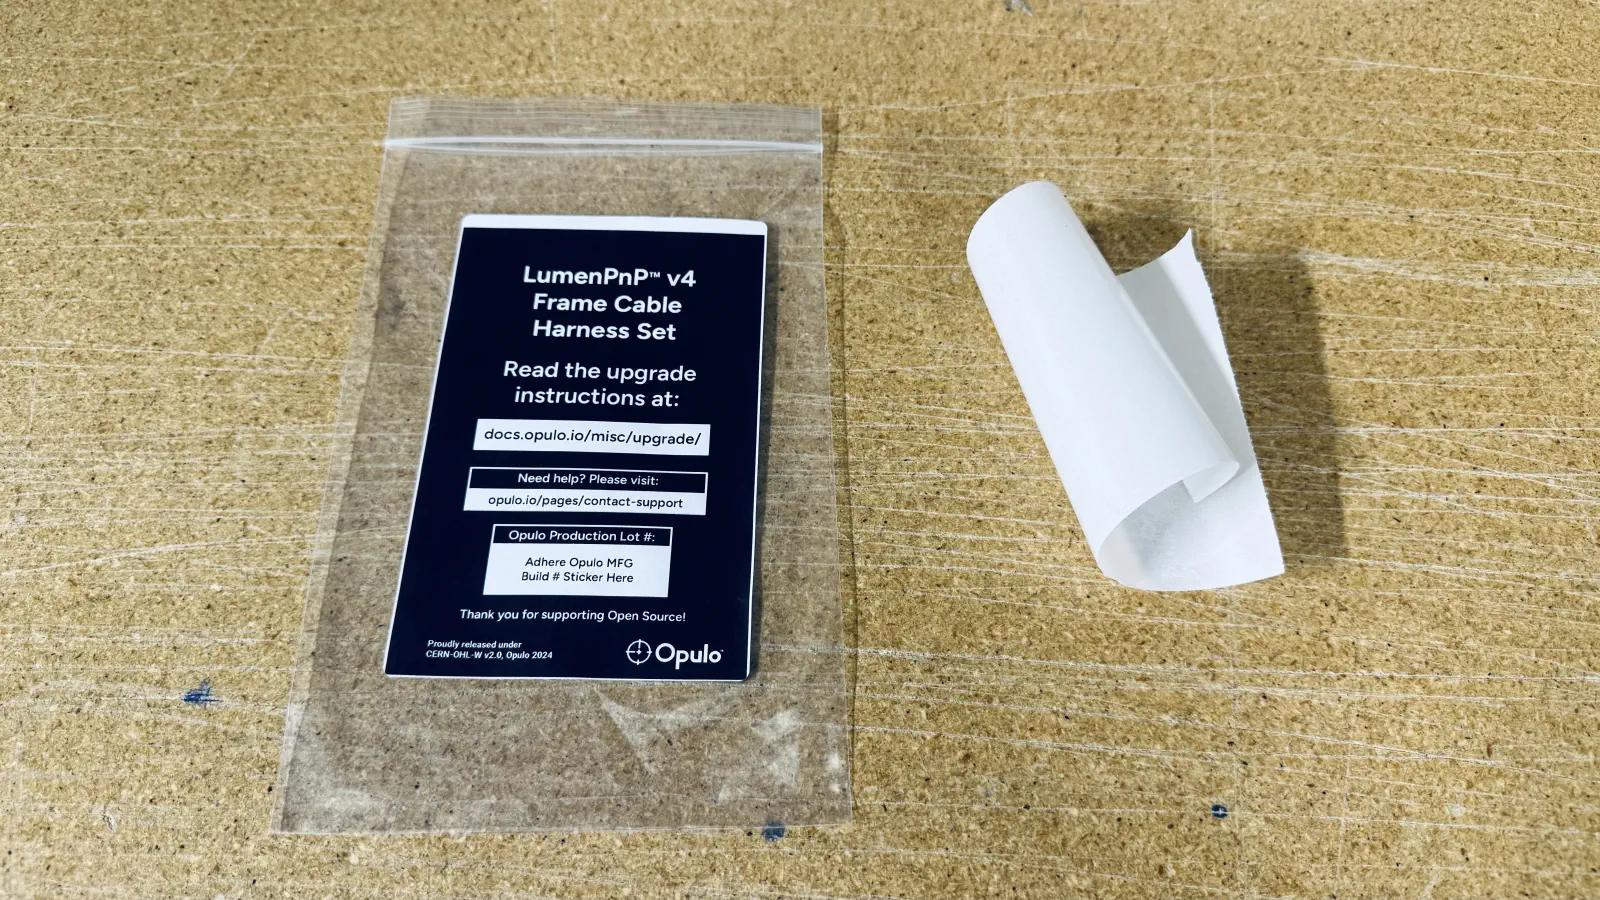 LumenPnP™ v4
Frame Cable
Harness Set
Read the upgrade
instructions at:
docs.opulo.io/misc/upgrade/
Need help? Please visit:
opulo.io/pages/contact-support
Opulo Production Lot #:
Adhere Opulo MFG
Build # Sticker Here
Thank you for supporting Open Source!
Proudly released under
CERN-OHL-W v2.0, Opulo 2024
Opulo